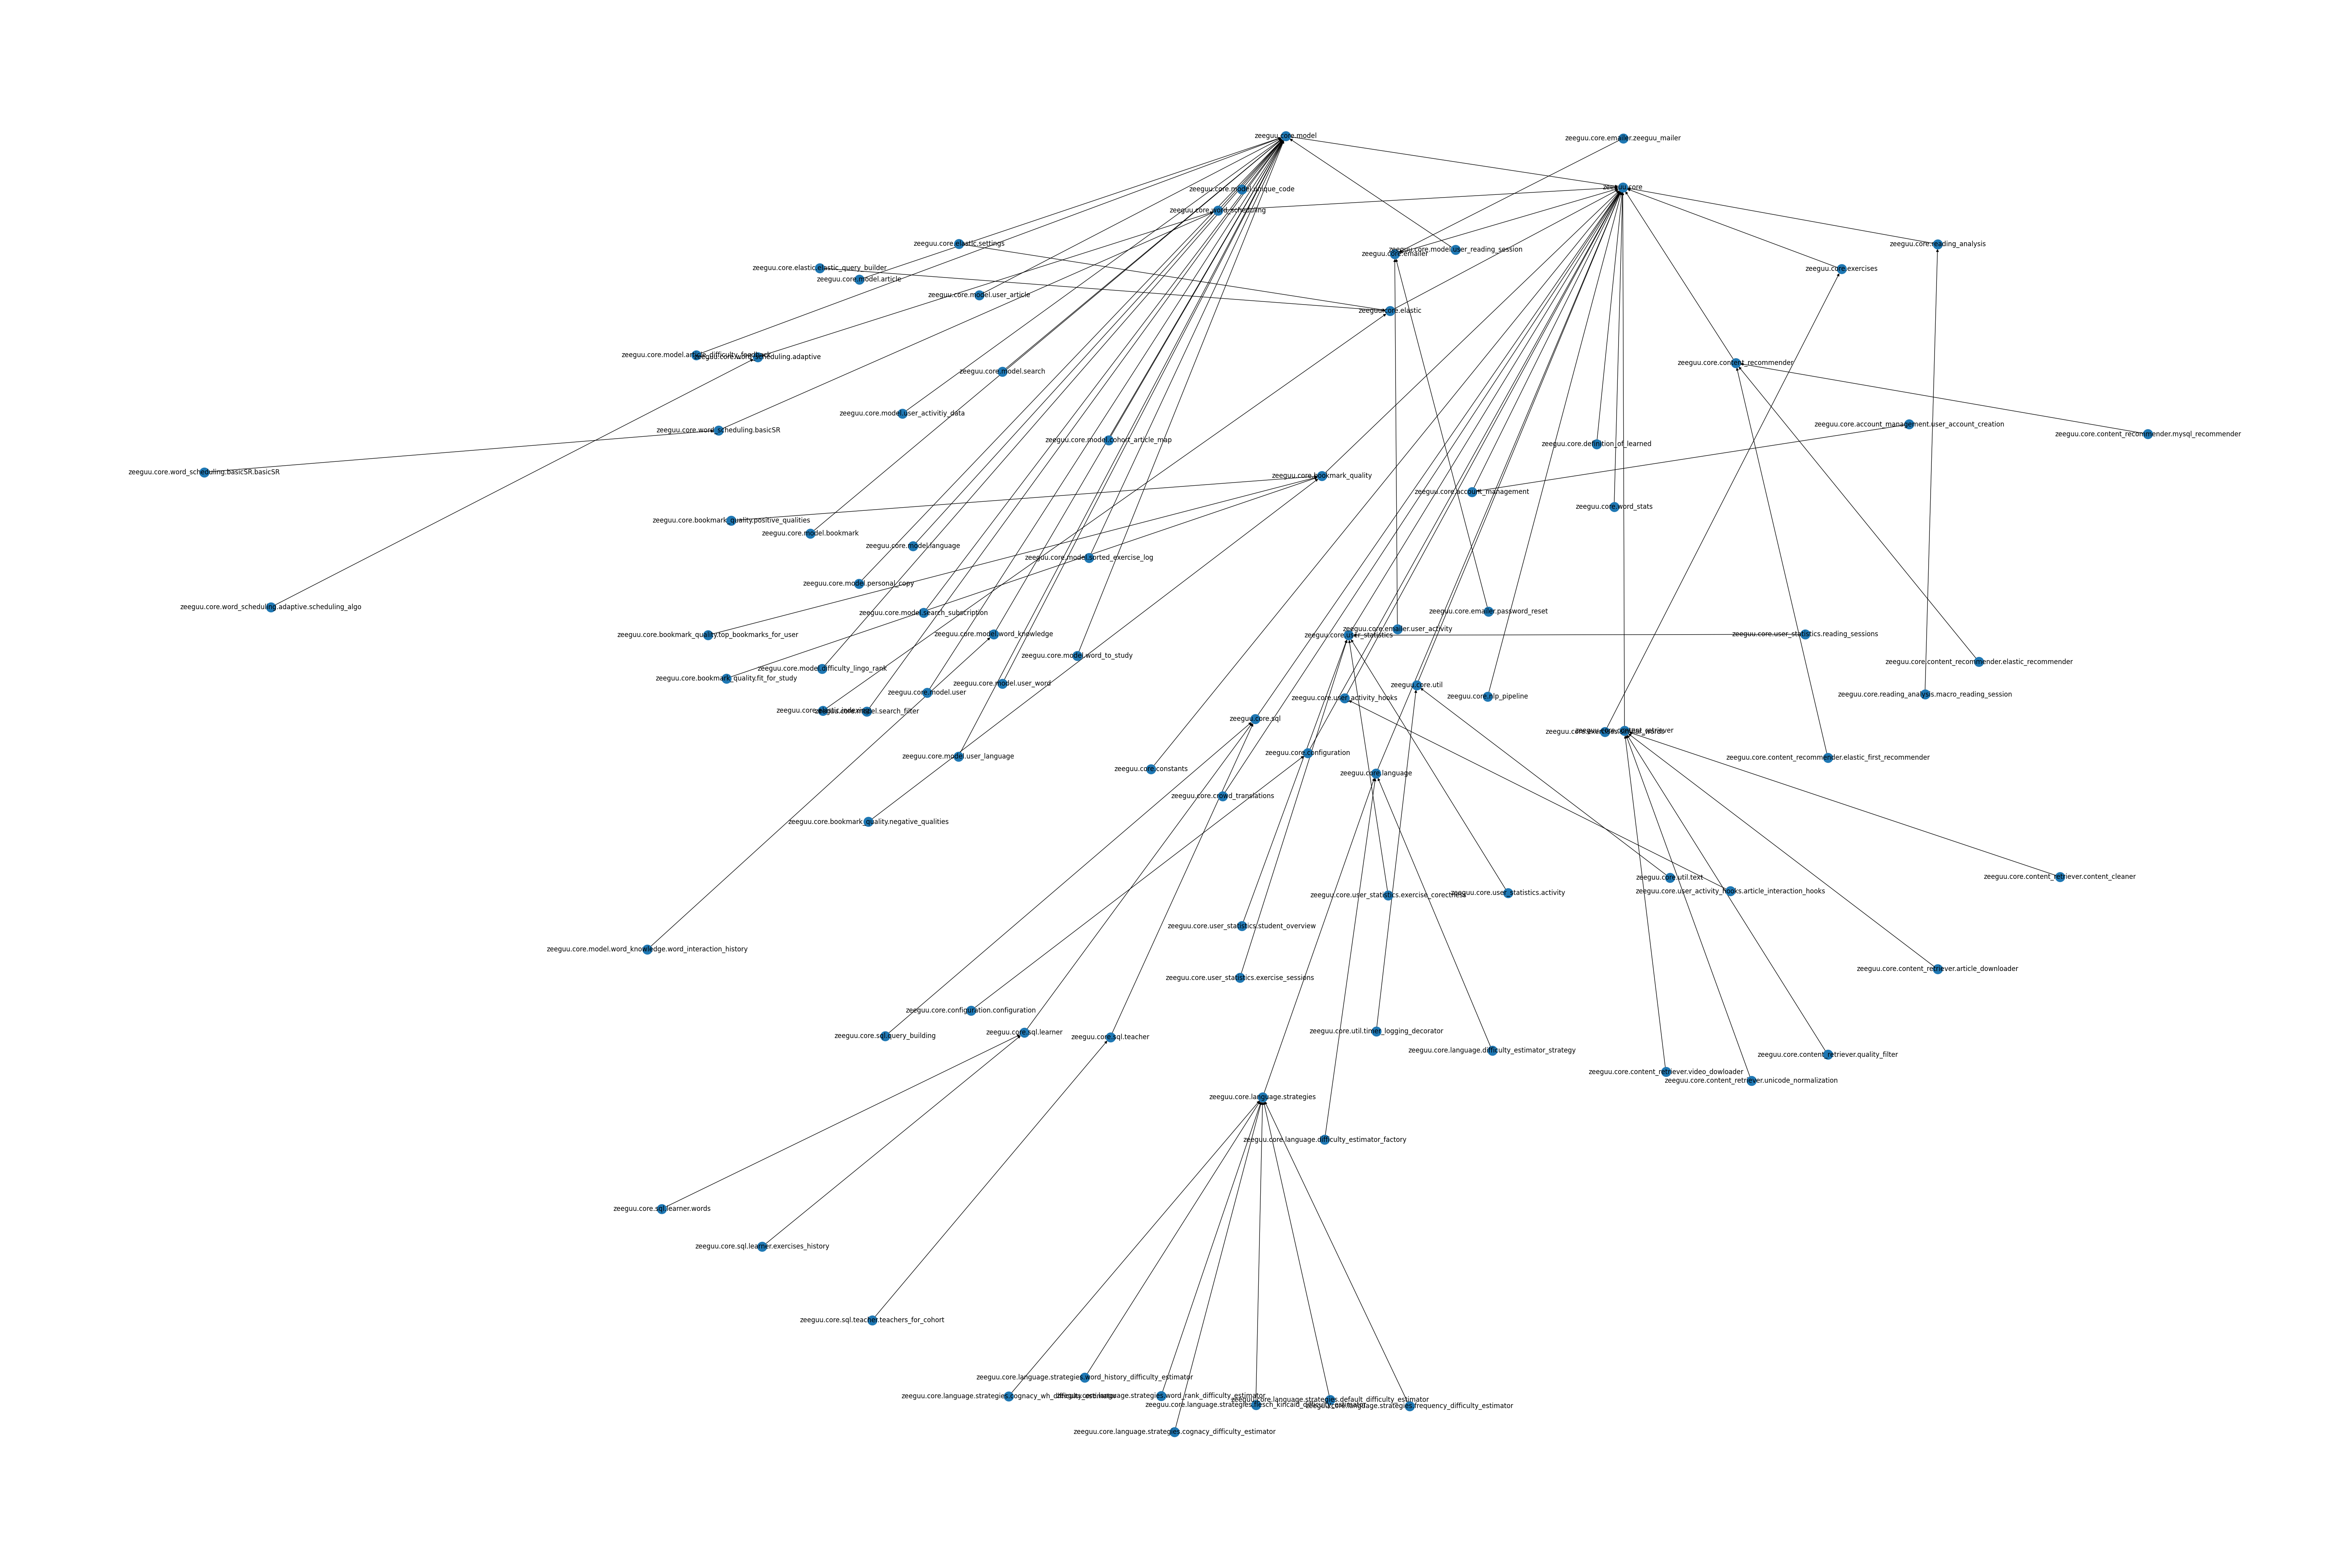 zeeguu.core.model
zeeguu.core.emailer.zeeguu_mailer
zeeguu.core
zeeguu.core.model.unique_code
zeeguu.core.word_scheduling
zeeguu.core.elastic.settings
zeeguu.core.model.user_reading_session
zeeguu.core.emailer
zeeguu.core.reading_analysis
zeeguu.core.elastic.elastic_query_builder
zeeguu.core.exercises
zeeguu.core.model.article
zeeguu.core.model.user_article
zeeguu.core.elastic
zeeguu.core.model.article_difficulty_feedback
zeeguu.core.word_scheduling.adaptive
zeeguu.core.content_recommender
zeeguu.core.model.search
zeeguu.core.model.user_activitiy_data
zeeguu.core.account_management.user_account_creation
zeeguu.core.word_scheduling.basicSR
zeeguu.core.content_recommender.mysql_recommender
zeeguu.core.model.cohort_article_map
zeeguu.core.definition_of_learned
zeeguu.core.word_scheduling.basicSR.basicSR
zeeguu.core.bookmark_quality
zeeguu.core.account_management
zeeguu.core.word_stats
zeeguu.core.bookmark_quality.positive_qualities
zeeguu.core.model.bookmark
zeeguu.core.model.language
zeeguu.core.model.sorted_exercise_log
zeeguu.core.model.personal_copy
zeeguu.core.word_scheduling.adaptive.scheduling_algo
zeeguu.core.model.search_subscription
zeeguu.core.emailer.password_reset
zeeguu.core.emailer.user_activity
zeeguu.core.bookmark_quality.top_bookmarks_for_user
zeeguu.core.model.word_knowledge
zeeguu.core.user_statistics
zeeguu.core.user_statistics.reading_sessions
zeeguu.core.model.word_to_study
zeeguu.core.content_recommender.elastic_recommender
zeeguu.core.model.difficulty_lingo_rank
zeeguu.core.bookmark_quality.fit_for_study
zeeguu.core.model.user_word
zeeguu.core.util
zeeguu.core.model.user
zeeguu.core.user_activity_hooks
zeeguu.core.nlp_pipeline
zeeguu.core.reading_analysis.macro_reading_session
zeeguu.core.elastic.indexing
zeeguu.core.model.search_filter
zeeguu.core.sql
zeeguu.core.content_retriever
zeeguu.core.configuration
zeeguu.core.model.user_language
zeeguu.core.content_recommender.elastic_first_recommender
zeeguu.core.constants
zeeguu.core.language
zeeguu.core.crowd_translations
zeeguu.core.bookmark_quality.negative_qualities
zeeguu.core.util.text
zeeguu.core.content_retriever.content_cleaner
zeeguu.core.user_activity_hooks.article_interaction_hooks
zeeguu.core.user_statistics.exercise_corectness
zeeguu.core.user_statistics.activity
zeeguu.core.user_statistics.student_overview
zeeguu.core.model.word_knowledge.word_interaction_history
zeeguu.core.content_retriever.article_downloader
zeeguu.core.user_statistics.exercise_sessions
zeeguu.core.configuration.configuration
zeeguu.core.sql.query_building
zeeguu.core.sql.learner
zeeguu.core.sql.teacher
zeeguu.core.util.timer_logging_decorator
zeeguu.core.language.difficulty_estimator_strategy
zeeguu.core.content_retriever.quality_filter
zeeguu.core.content_retriever.video_dowloader
zeeguu.core.content_retriever.unicode_normalization
zeeguu.core.language.strategies
zeeguu.core.language.difficulty_estimator_factory
zeeguu.core.sql.learner.words
zeeguu.core.sql.learner.exercises_history
zeeguu.core.sql.teacher.teachers_for_cohort
zeeguu.core.language.strategies.word_history_difficulty_estimator
zeeguu.core.language.strategies.cognacy_wh_difficulty_estimator
zeeguu.core.language.strategies.word_rank_difficulty_estimator
zeeguu.core.language.strategies.default_difficulty_estimator
zeeguu.core.language.strategies.flesch_kincaid_difficulty_estimator
zeeguu.core.language.strategies.frequency_difficulty_estimator
zeeguu.core.language.strategies.cognacy_difficulty_estimator